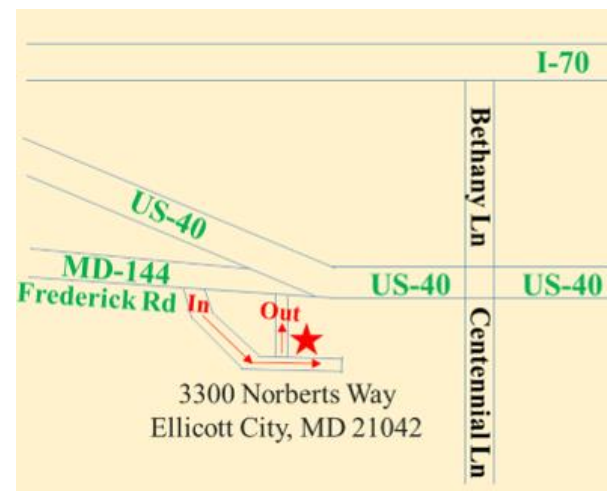 I-70
Bethany Ln
US-40
MD-144
US-40
US-40
Frederick Rd
In
Out
Centennial Ln
3300 Norberts Way
Ellicott City, MD 21042